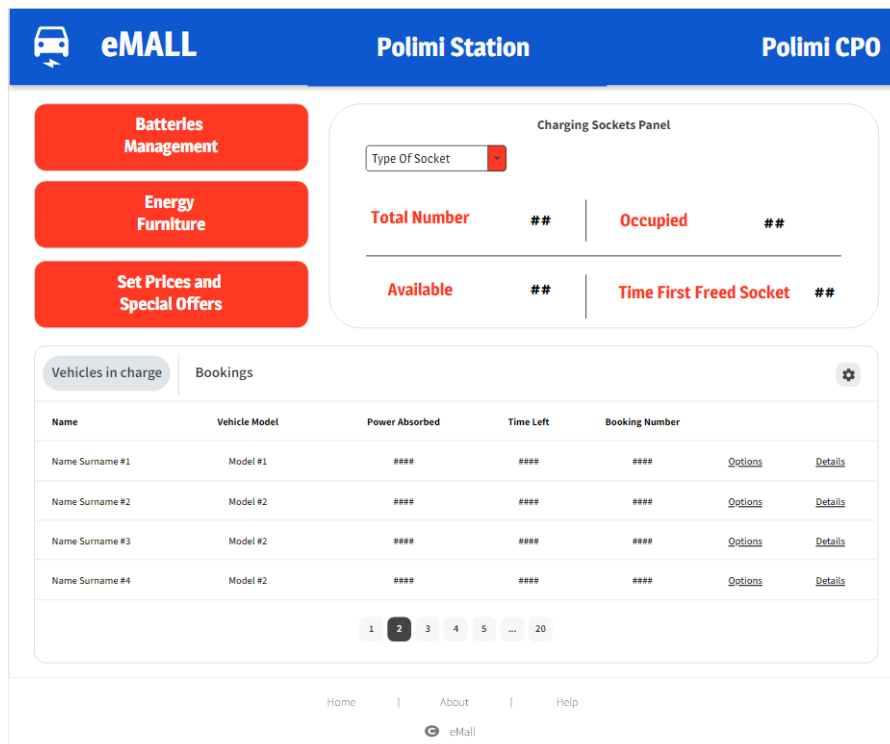 eMALL
Polimi Station
Polimi CPO
Batteries
Management
Energy
Furniture
Set Prices and
Special Offers
Charging Sockets Panel
Type Of Socket
Total Number ## Occupied ##
Available ## Time First Freed Socket ##
Vehicles in charge Bookings
Name Vehicle Model Power Absorbed Time Left Booking Number
Name Surname #1 Model #1 #### #### #### Options Details
Name Surname #2 Model #2 #### #### #### Options Details
Name Surname #3 Model #2 #### #### #### Options Details
Name Surname #4 Model #2 #### #### #### Options Details
1 2 3 4 5 ... 20
Home | About | Help
© eMall